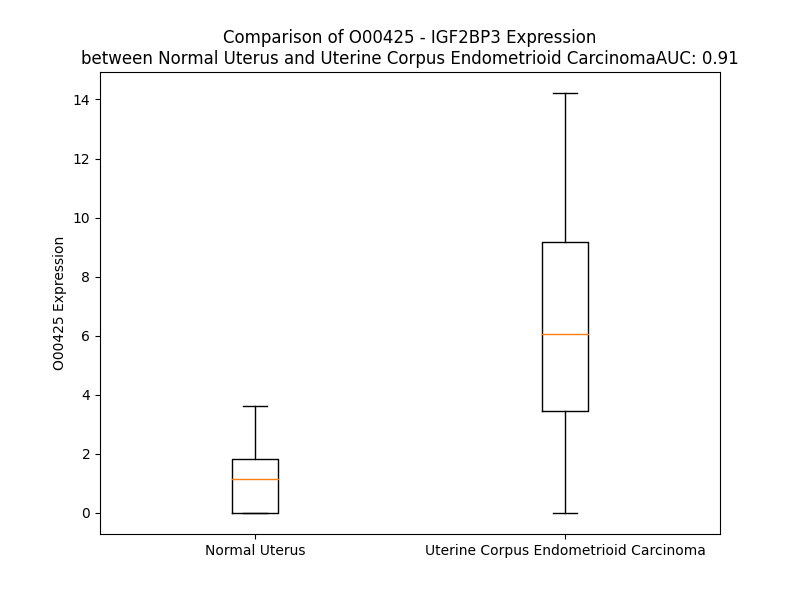 Comparison of O00425 - IGF2BP3 Expression
between Normal Uterus and Uterine Corpus Endometrioid CarcinomaAUC: 0.91
14
12
10
8
6
4
2
0
O00425 Expression
Normal Uterus
Uterine Corpus Endometrioid Carcinoma